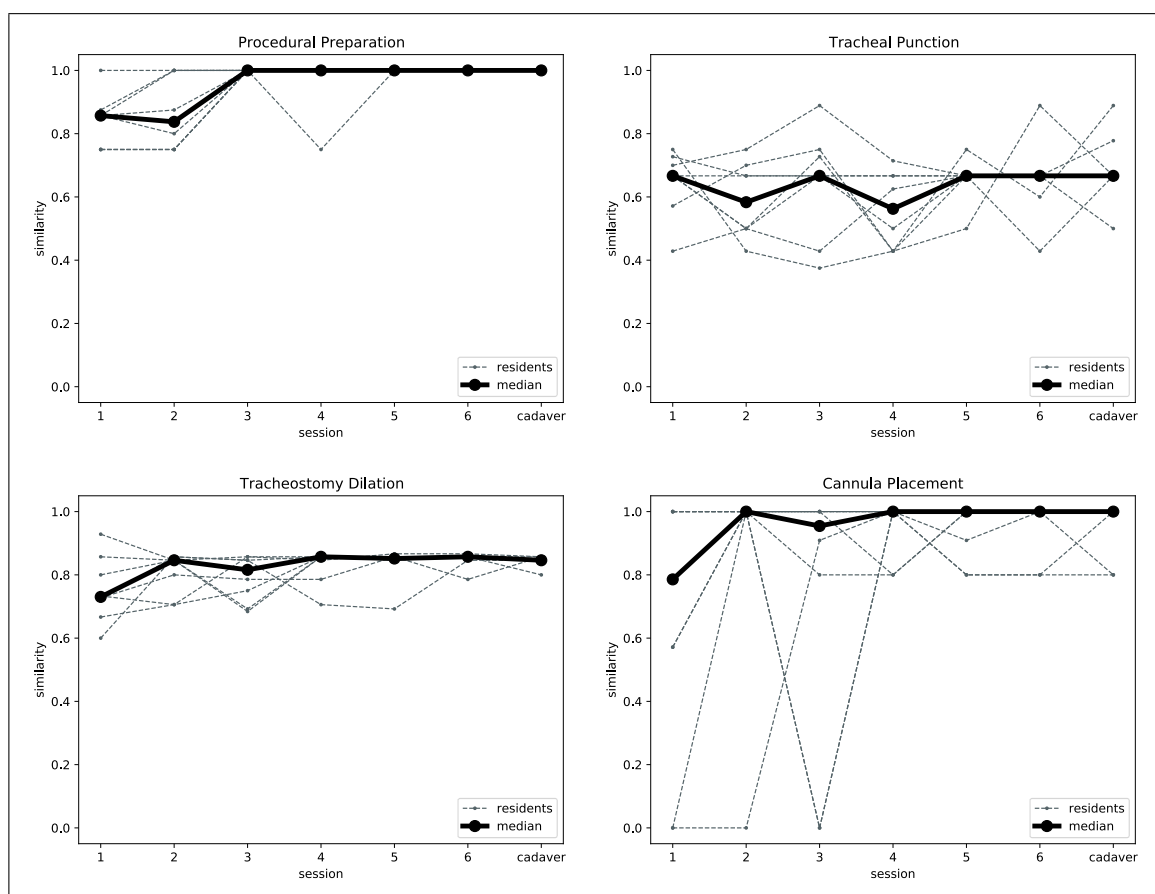 Procedural Preparation
1.0
0.8
0.6
0.4
0.2
0.0
similarity
residents
median
1 2 3 4 5 6 cadaver
session
Tracheal Punction
1.0
0.8
0.6
0.4
0.2
0.0
similarity
residents
median
1 2 3 4 5 6 cadaver
session
Tracheostomy Dilation
1.0
0.8
0.6
0.4
0.2
0.0
similarity
residents
median
1 2 3 4 5 6 cadaver
session
Cannula Placement
1.0
0.8
0.6
0.4
0.2
0.0
similarity
residents
median
1 2 3 4 5 6 cadaver
session